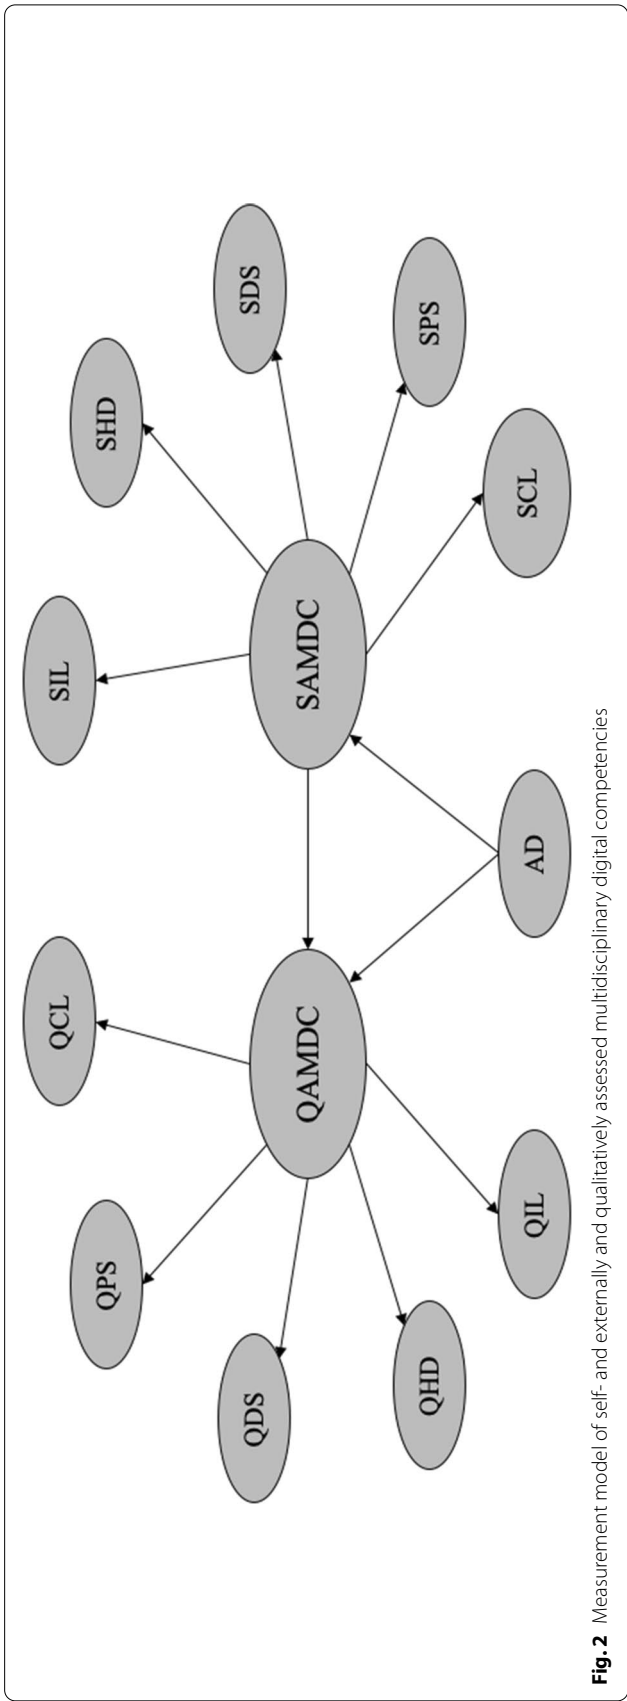 QCL
SIL
QPS
SHD
QDS
SDS
QAMDC
SAMDC
QHD
SPS
QIL
AD
SCL
Fig. 2 Measurement model of self- and externally and qualitatively assessed multidisciplinary digital competencies